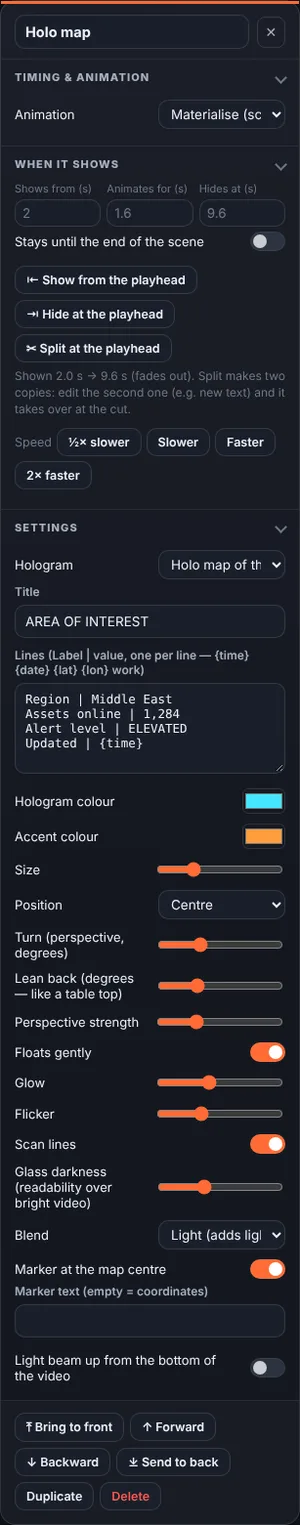 Holo map
×
TIMING & ANIMATION
Animation
Materialise (sc
WHEN IT SHOWS
Shows from (s) Animates for (s) Hides at (s)
2 1.6 9.6
Stays until the end of the scene
⇤ Show from the playhead
⇥ Hide at the playhead
✂ Split at the playhead
Shown 2.0 s → 9.6 s (fades out). Split makes two
copies: edit the second one (e.g. new text) and it
takes over at the cut.
Speed ½× slower Slower Faster
2× faster
SETTINGS
Hologram
Holo map of th
Title
AREA OF INTEREST
Lines (Label | value, one per line — {time}
{date} {lat} {lon} work)
Region | Middle East
Assets online | 1,284
Alert level | ELEVATED
Updated | {time}
Hologram colour
Accent colour
Size
Position
Centre
Turn (perspective,
degrees)
Lean back (degrees
— like a table top)
Perspective strength
Floats gently
Glow
Flicker
Scan lines
Glass darkness
(readability over
bright video)
Blend
Light (adds ligl
Marker at the map centre
Marker text (empty = coordinates)
Light beam up from the bottom of
the video
⤒ Bring to front ↑ Forward
↓ Backward ⤓ Send to back
Duplicate Delete